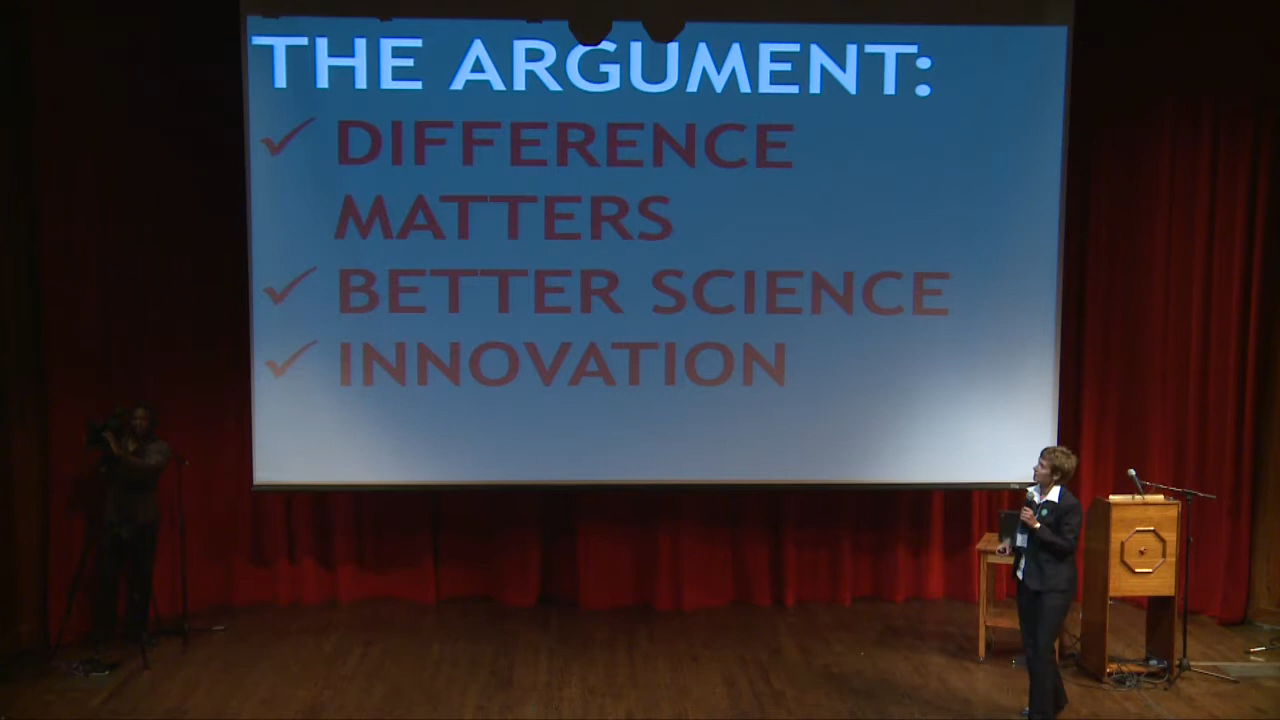 THE ARGUMENT:
✓ DIFFERENCE
MATTERS
✓ BETTER SCIENCE
✓ INNOVATION